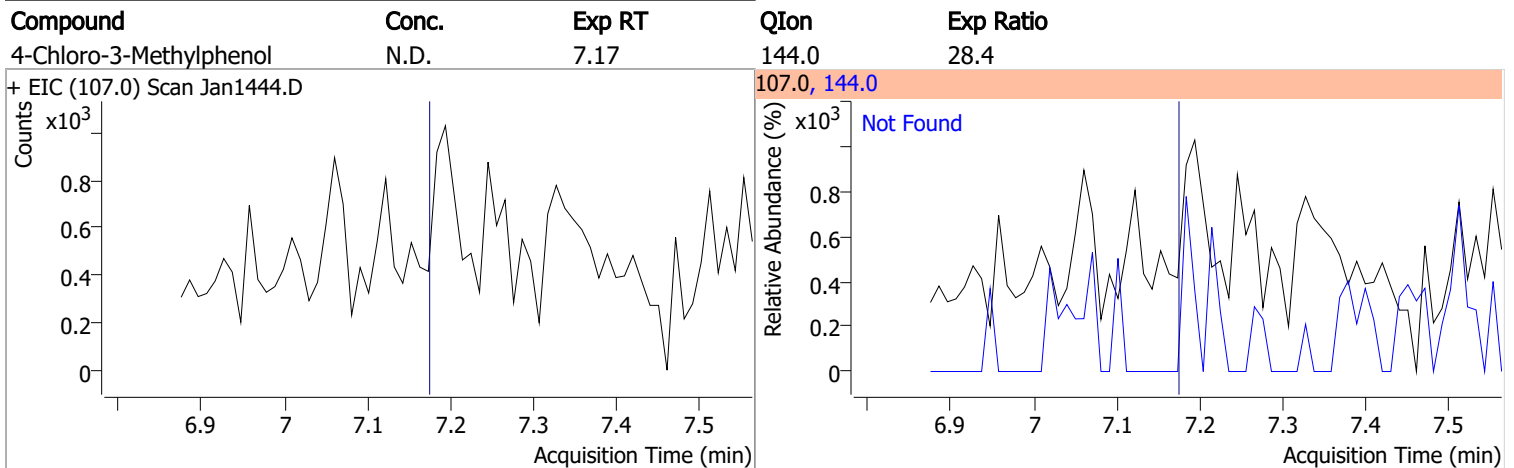 Compound Conc. Exp RT QIon Exp Ratio
4-Chloro-3-Methylphenol N.D. 7.17 144.0 28.4
+ EIC (107.0) Scan Jan1444.D
Counts
x10³
0.8
0.6
0.4
0.2
0
6.9 7 7.1 7.2 7.3 7.4 7.5
Acquisition Time (min)
107.0, 144.0
Relative Abundance (%)
x10³
Not Found
0.8
0.6
0.4
0.2
0
6.9 7 7.1 7.2 7.3 7.4 7.5
Acquisition Time (min)